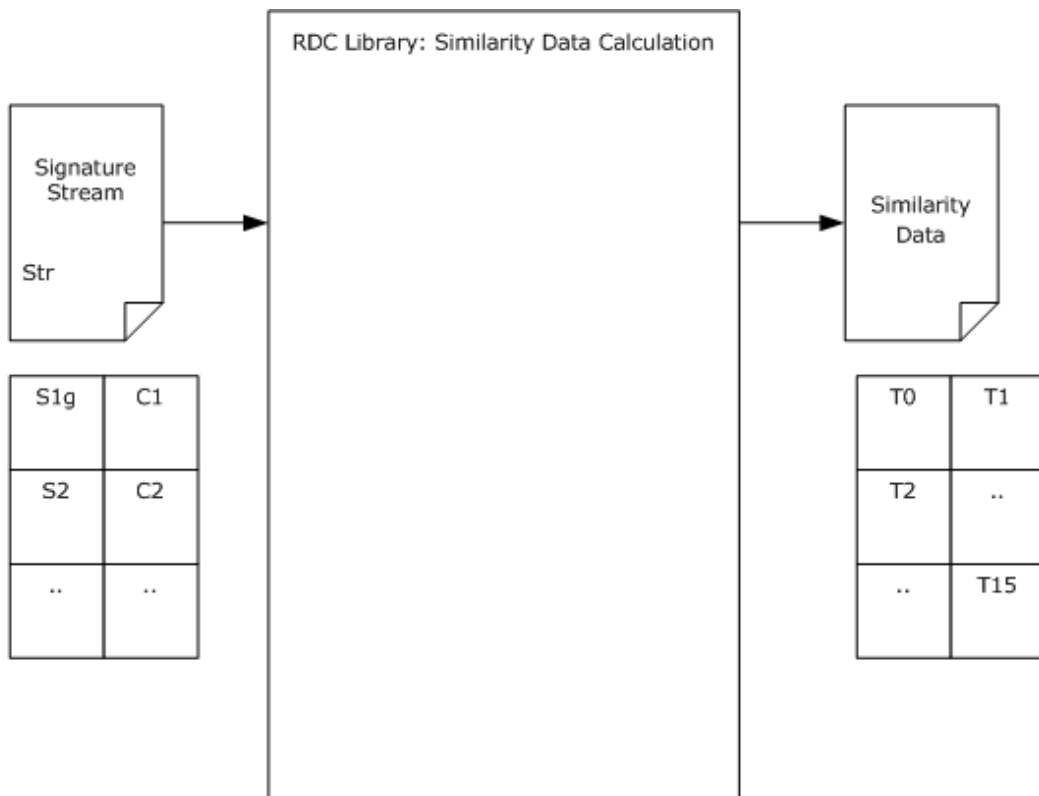 RDC Library: Similarity Data Calculation
Signature
Stream
Str
Similarity
Data
S1g C1
S2 C2
.. ..
T0 T1
T2 ..
.. T15